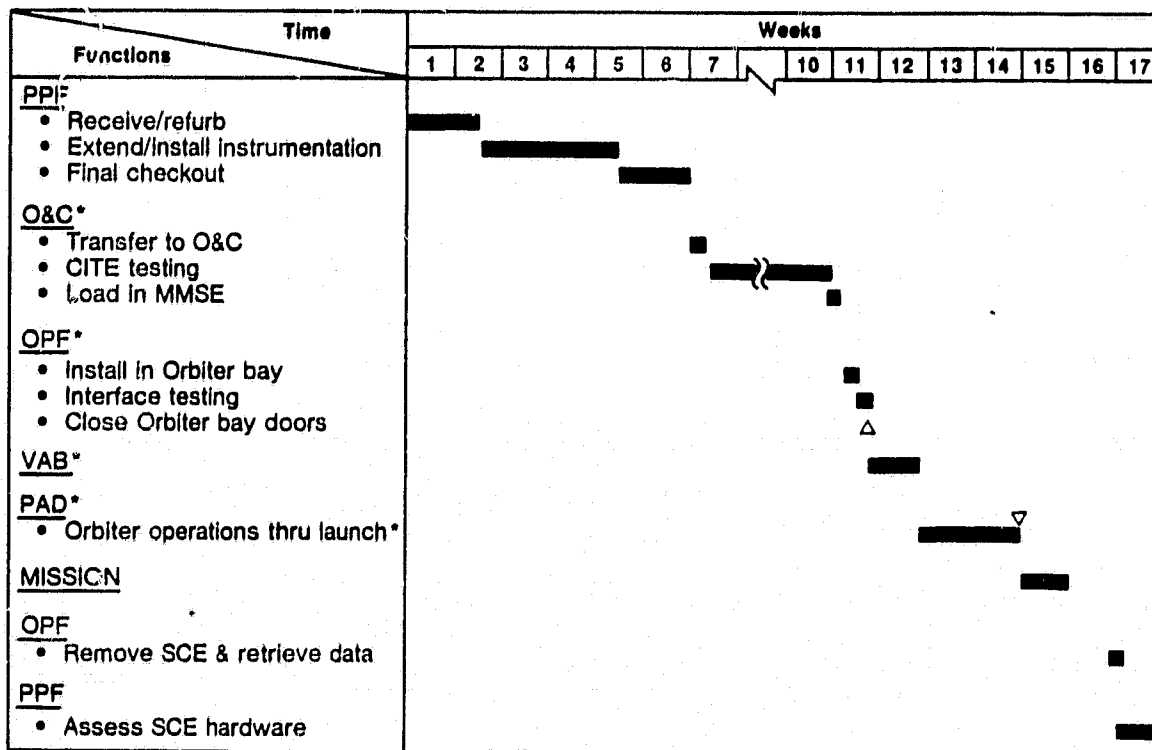 Time
Functions
Weeks
1 2 3 4 5 6 7 10 11 12 13 14 15 16 17
PPF
• Receive/refurb
• Extend/install instrumentation
• Final checkout
O&C*
• Transfer to O&C
• CITE testing
• Load in MMSE
OPF*
• Install in Orbiter bay
• Interface testing
• Close Orbiter bay doors
VAB*
PAD*
• Orbiter operations thru launch*
MISSION
OPF
• Remove SCE & retrieve data
PPF
• Assess SCE hardware